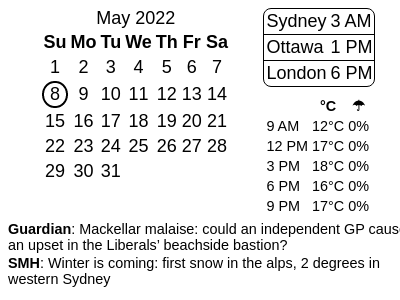 May 2022
Su Mo Tu We Th Fr Sa
1 2 3 4 5 6 7
8 9 10 11 12 13 14
15 16 17 18 19 20 21
22 23 24 25 26 27 28
29 30 31
Sydney 3 AM
Ottawa 1 PM
London 6 PM
°C ☂
9 AM 12°C 0%
12 PM 17°C 0%
3 PM 18°C 0%
6 PM 16°C 0%
9 PM 17°C 0%
Guardian: Mackellar malaise: could an independent GP caus
an upset in the Liberals’ beachside bastion?
SMH: Winter is coming: first snow in the alps, 2 degrees in
western Sydney